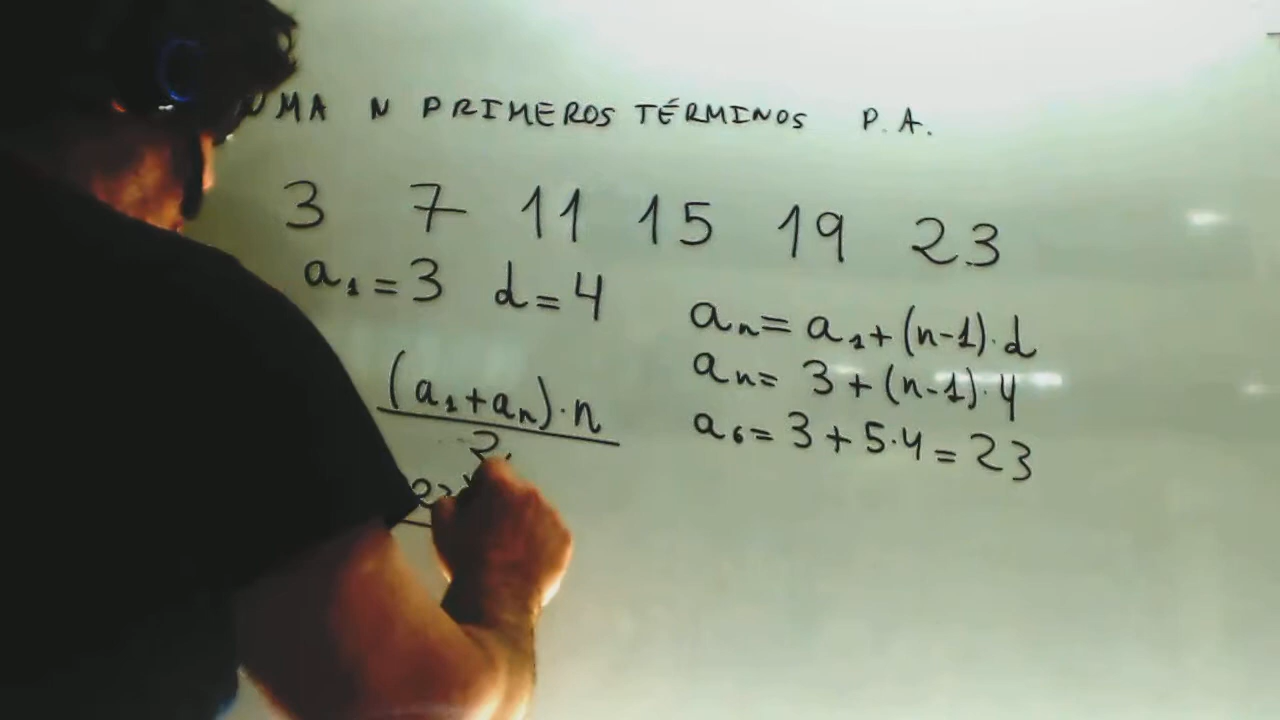 UMA N PRIMEROS TÉRMINOS P.A.
3 7 11 15 19 23
a₁=3 d=4
aₙ= a₁+(n-1).d
aₙ= 3+(n-1).4
a₆= 3+5.4=23
(a₁+aₙ).n
2